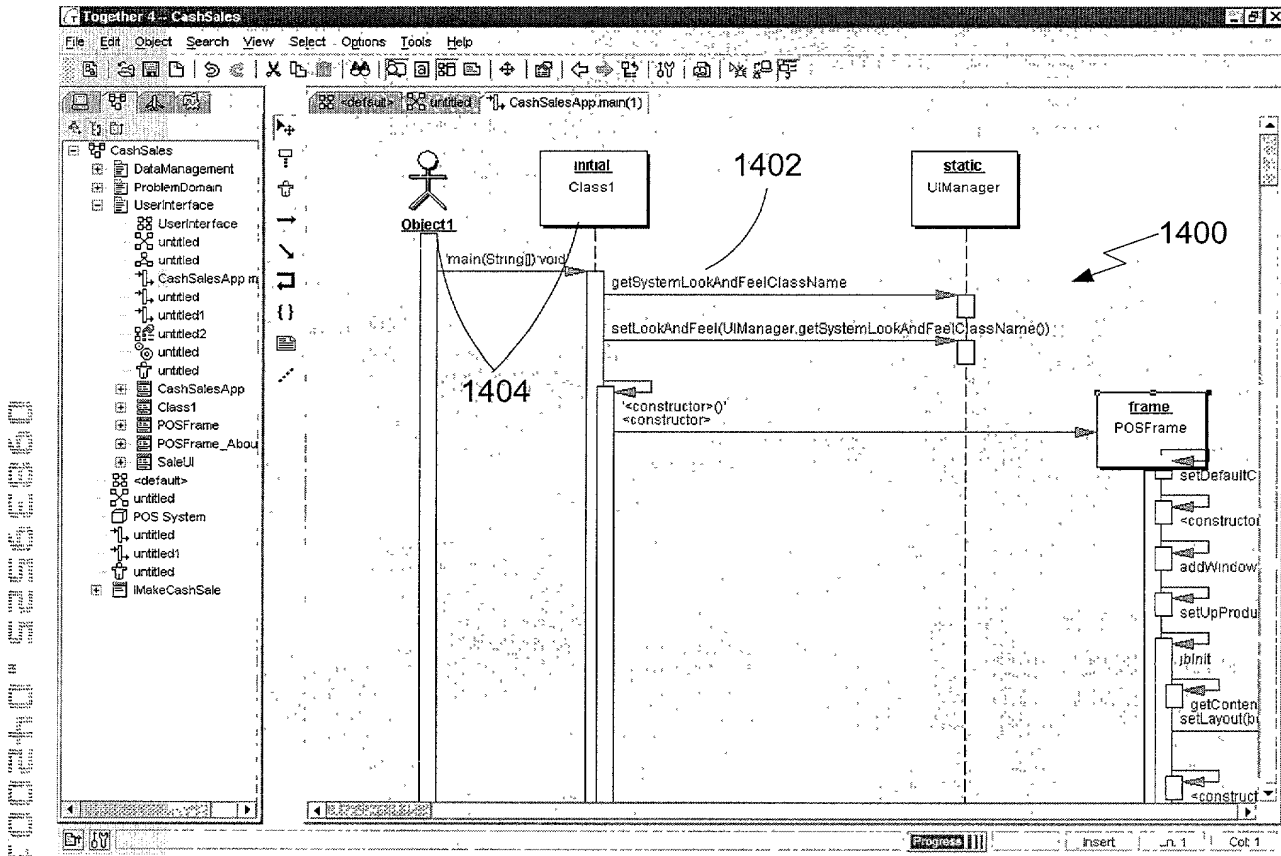 Together 4 -- CashSales
File Edit Object Search View Select Options Tools Help
<default> untitled CashSalesApp.main(1)
CashSales
DataManagement
ProblemDomain
UserInterface
UserInterface
untitled
untitled
CashSalesApp.m
untitled
untitled1
untitled2
untitled
untitled
CashSalesApp
Class1
POSFrame
POSFrame_Abou
SaleUI
<default>
untitled
POS System
untitled
untitled1
untitled
IMakeCashSale
Object1
initial
Class1
1402
static
UIManager
1400
'main(String[])':void
getSystemLookAndFeelClassName
setLookAndFeel(UIManager.getSystemLookAndFeelClassName())
1404
'<constructor>()'
<constructor>
frame
POSFrame
setDefaultC
<constructor
addWindow
setUpProdu
jbInit
getConten
setLayout(b
<construct
Progress
Insert Ln. 1 Col: 1